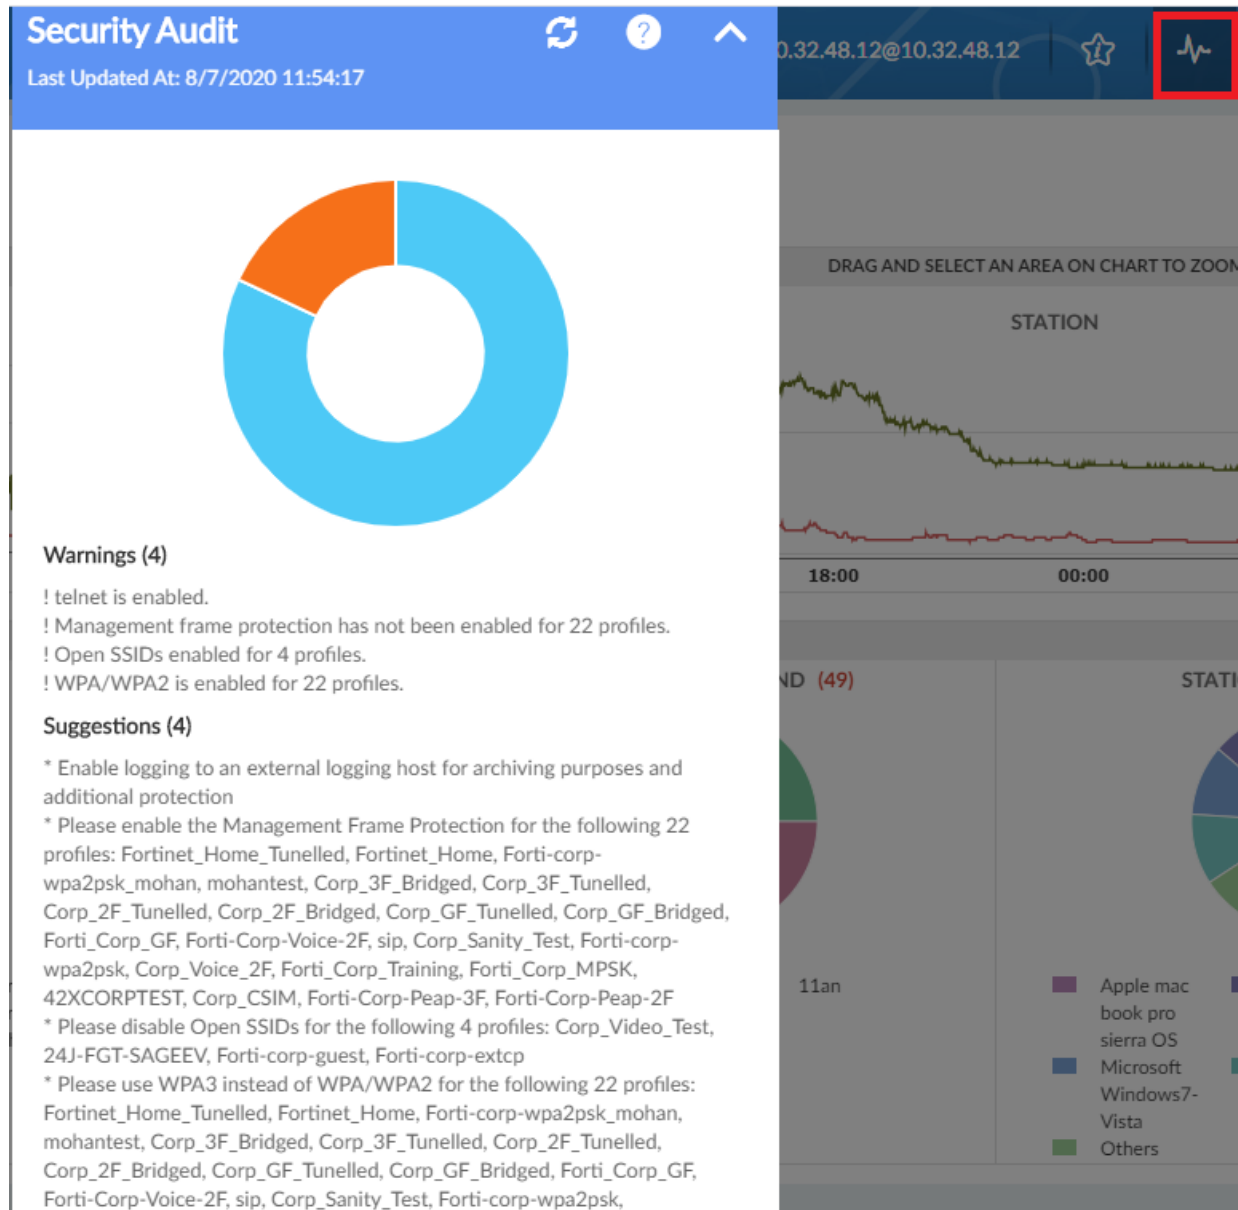 Security Audit
Last Updated At: 8/7/2020 11:54:17
0.32.48.12@10.32.48.12
DRAG AND SELECT AN AREA ON CHART TO ZOOM
STATION
18:00
00:00
Warnings (4)
! telnet is enabled.
! Management frame protection has not been enabled for 22 profiles.
! Open SSIDs enabled for 4 profiles.
! WPA/WPA2 is enabled for 22 profiles.
Suggestions (4)
* Enable logging to an external logging host for archiving purposes and
additional protection
* Please enable the Management Frame Protection for the following 22
profiles: Fortinet_Home_Tunelled, Fortinet_Home, Forti-corp-
wpa2psk_mohan, mohantest, Corp_3F_Bridged, Corp_3F_Tunelled,
Corp_2F_Tunelled, Corp_2F_Bridged, Corp_GF_Tunelled, Corp_GF_Bridged,
Forti_Corp_GF, Forti-Corp-Voice-2F, sip, Corp_Sanity_Test, Forti-corp-
wpa2psk, Corp_Voice_2F, Forti_Corp_Training, Forti_Corp_MPSK,
42XCORPTEST, Corp_CSIM, Forti-Corp-Peap-3F, Forti-Corp-Peap-2F
* Please disable Open SSIDs for the following 4 profiles: Corp_Video_Test,
24J-FGT-SAGEEV, Forti-corp-guest, Forti-corp-extcp
* Please use WPA3 instead of WPA/WPA2 for the following 22 profiles:
Fortinet_Home_Tunelled, Fortinet_Home, Forti-corp-wpa2psk_mohan,
mohantest, Corp_3F_Bridged, Corp_3F_Tunelled, Corp_2F_Tunelled,
Corp_2F_Bridged, Corp_GF_Tunelled, Corp_GF_Bridged, Forti_Corp_GF,
Forti-Corp-Voice-2F, sip, Corp_Sanity_Test, Forti-corp-wpa2psk,
ND (49)
STATI
11an
Apple mac
book pro
sierra OS
Microsoft
Windows7-
Vista
Others